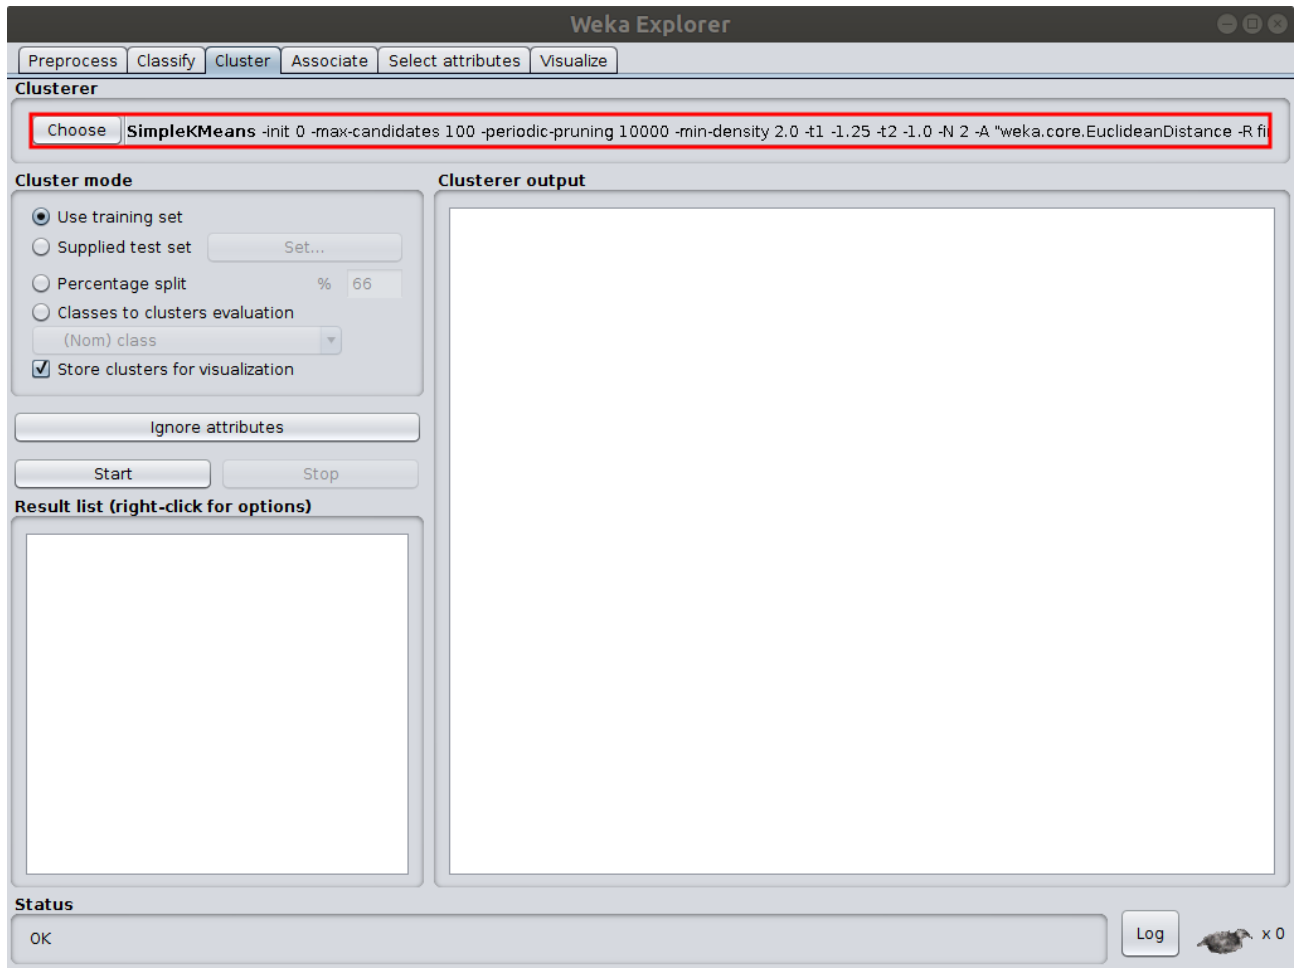 Weka Explorer
Preprocess Classify Cluster Associate Select attributes Visualize
Clusterer
Choose SimpleKMeans -init 0 -max-candidates 100 -periodic-pruning 10000 -min-density 2.0 -t1 -1.25 -t2 -1.0 -N 2 -A "weka.core.EuclideanDistance -R fi
Cluster mode
Use training set
Supplied test set Set...
Percentage split % 66
Classes to clusters evaluation
(Nom) class
Store clusters for visualization
Ignore attributes
Start Stop
Result list (right-click for options)
Clusterer output
Status
OK
Log x 0